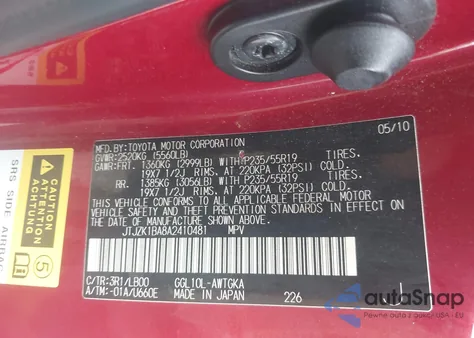 MFD.BY:TOYOTA MOTOR CORPORATION 05/10
GVWR:2520KG (5560LB)
GAWR:FRT. 1360KG (2999LB) WITH P235/55R19 TIRES.
19X7 1/2J RIMS, AT 220KPA (32PSI) COLD.
RR. 1385KG (3056LB) WITH P235/55R19 TIRES.
19X7 1/2J RIMS, AT 220KPA (32PSI) COLD.
THIS VEHICLE CONFORMS TO ALL APPLICABLE FEDERAL
MOTOR VEHICLE SAFETY STANDARDS IN EFFECT ON THE
DATE OF MANUFACTURE SHOWN ABOVE.
JTJZK1BA8A2410481 MPV
C/TR:3R1/LB00 GGL10L-AWTGKA
A/TM:-01A/U660E MADE IN JAPAN 226
SRS SIDE AIRBAG
CAUTION
ATTENTION
ACHTUNG
5
autoSnap
Pewne auto z USA